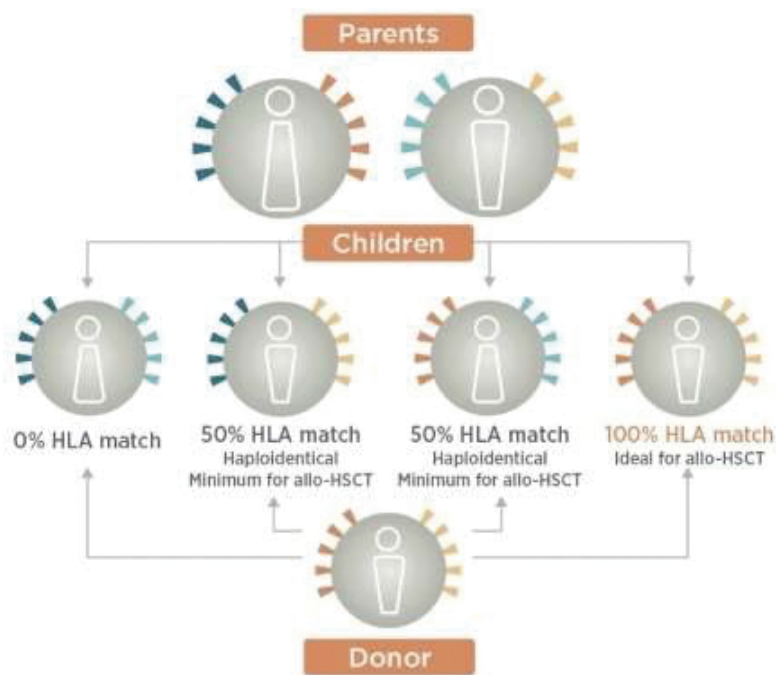 Parents
Children
0% HLA match
50% HLA match
Haploidentical
Minimum for allo-HSCT
50% HLA match
Haploidentical
Minimum for allo-HSCT
100% HLA match
Ideal for allo-HSCT
Donor